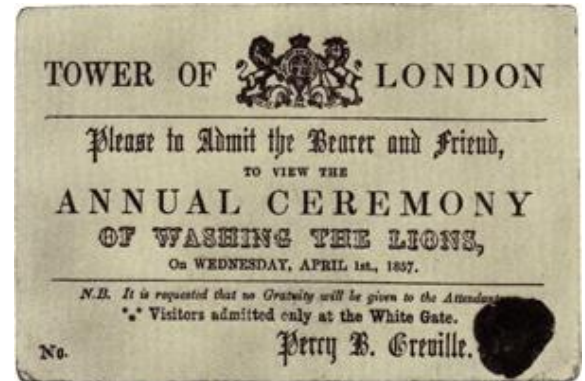 TOWER OF LONDON
Please to Admit the Bearer and Friend,
TO VIEW THE
ANNUAL CEREMONY
OF WASHING THE LIONS,
On WEDNESDAY, APRIL 1st., 1857.
N.B. It is requested that no Gratuity will be given to the Attendants
*⁎* Visitors admitted only at the White Gate.
No. Percy B. Greville.